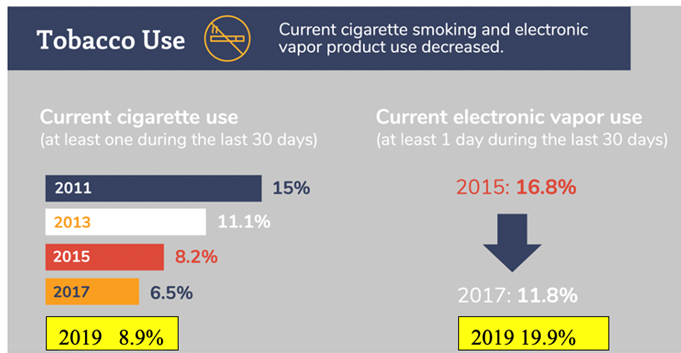 Tobacco Use
Current cigarette smoking and electronic
vapor product use decreased.
Current cigarette use
(at least one during the last 30 days)
2011 15%
2013 11.1%
2015 8.2%
2017 6.5%
2019 8.9%
Current electronic vapor use
(at least 1 day during the last 30 days)
2015: 16.8%
2017: 11.8%
2019 19.9%